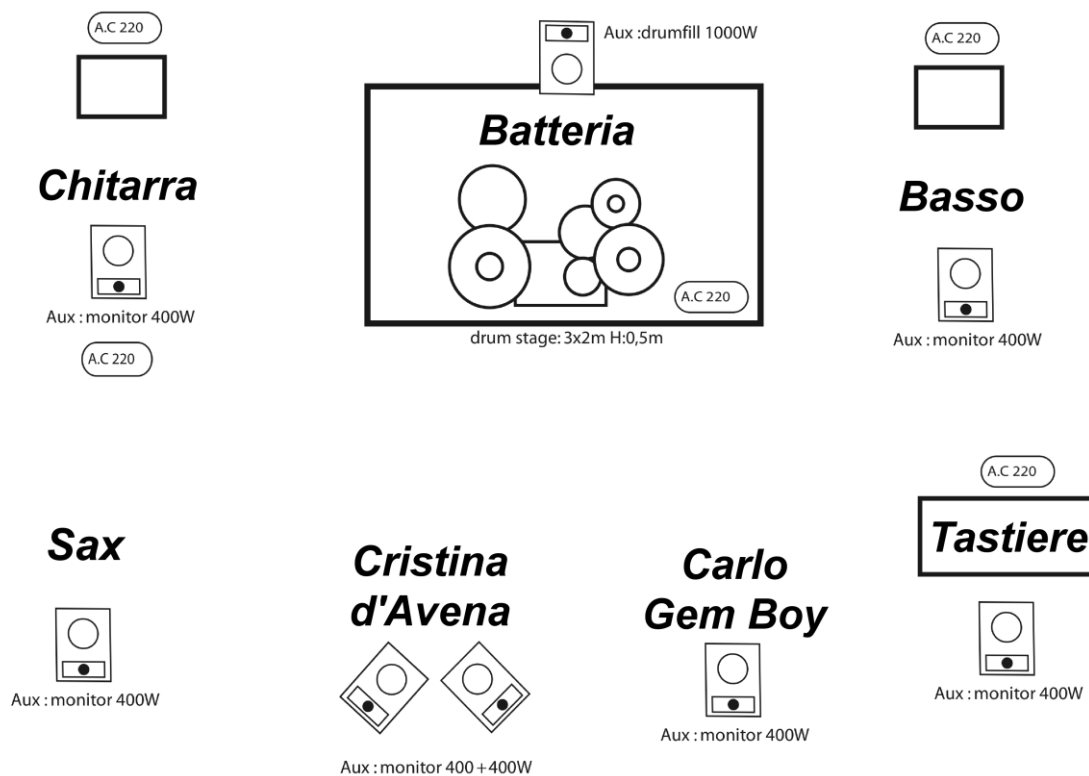 A.C 220
Aux :drumfill 1000W
A.C 220
Batteria
Chitarra
Basso
A.C 220
Aux : monitor 400W
drum stage: 3x2m H:0,5m
Aux : monitor 400W
A.C 220
A.C 220
Sax
Cristina
d'Avena
Carlo
Gem Boy
Tastiere
Aux : monitor 400W
Aux : monitor 400+400W
Aux : monitor 400W
Aux : monitor 400W